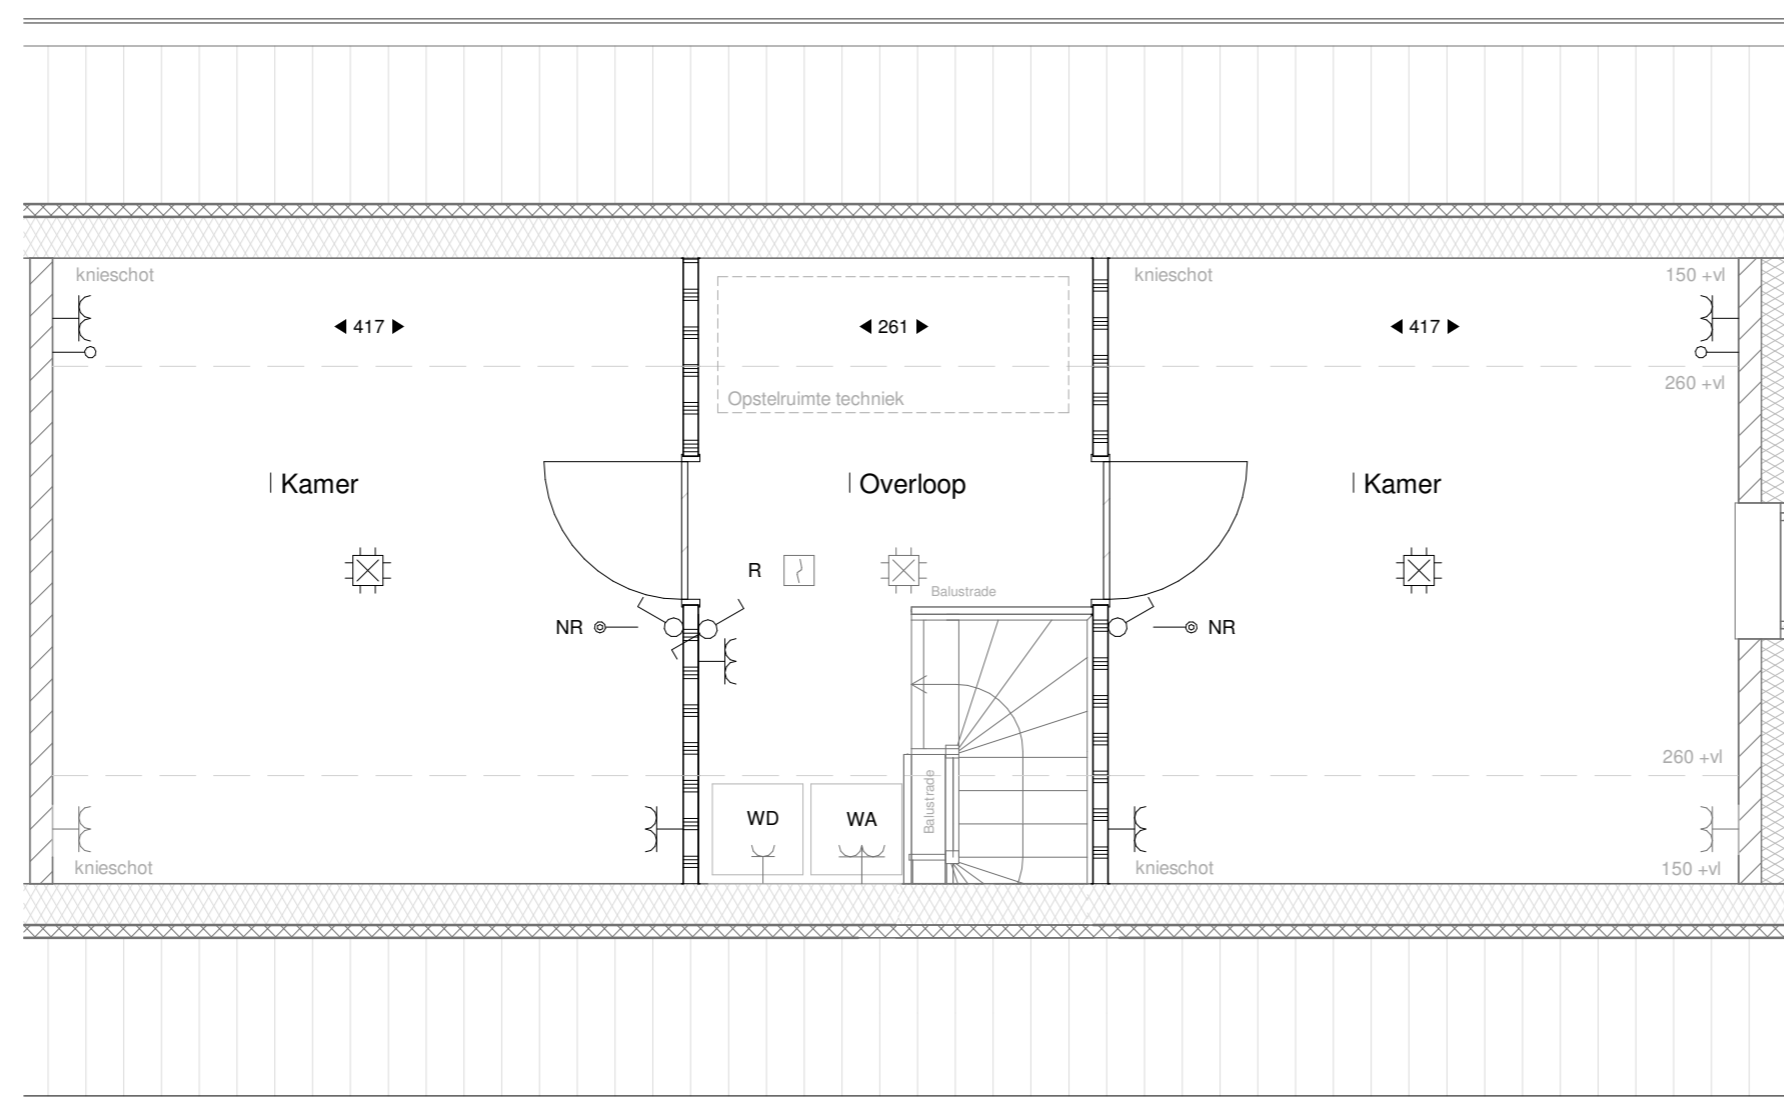 knieschot
knieschot
150 +vl
417
261
417
260 +vl
Opstelruimte techniek
Kamer
Overloop
Kamer
R
Balustrade
NR
NR
260 +vl
Balustrade
WD
WA
knieschot
knieschot
150 +vl